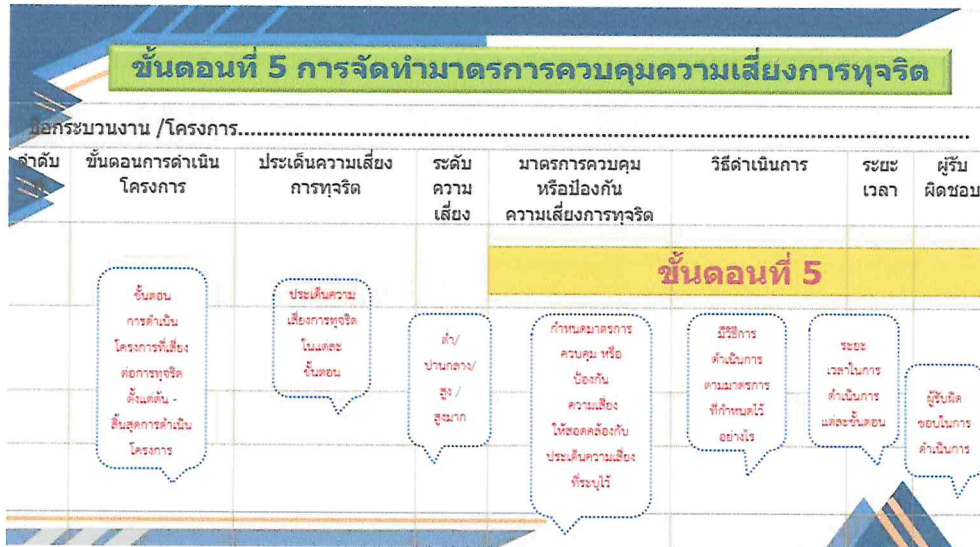 ขั้นตอนที่ 5 การจัดทำมาตรการควบคุมความเสี่ยงการทุจริต
ชื่อกระบวนงาน /โครงการ....................................................................................................
ลำดับ
ขั้นตอนการดำเนิน
โครงการ
ประเด็นความเสี่ยง
การทุจริต
ระดับ
ความ
เสี่ยง
มาตรการควบคุม
หรือป้องกัน
ความเสี่ยงการทุจริต
วิธีดำเนินการ
ระยะ
เวลา
ผู้รับ
ผิดชอบ
ขั้นตอนที่ 5
ขั้นตอน
การดำเนิน
โครงการที่เสี่ยง
ต่อการทุจริต
ตั้งแต่ต้น -
สิ้นสุดการดำเนิน
โครงการ
ประเด็นความ
เสี่ยงการทุจริต
ในแต่ละ
ขั้นตอน
ต่ำ/
ปานกลาง/
สูง /
สูงมาก
กำหนดมาตรการ
ควบคุม หรือ
ป้องกัน
ความเสี่ยง
ให้สอดคล้องกับ
ประเด็นความเสี่ยง
ที่ระบุไว้
มีวิธีการ
ดำเนินการ
ตามมาตรการ
ที่กำหนดไว้
อย่างไร
ระยะ
เวลาในการ
ดำเนินการ
แต่ละขั้นตอน
ผู้รับผิด
ชอบในการ
ดำเนินการ